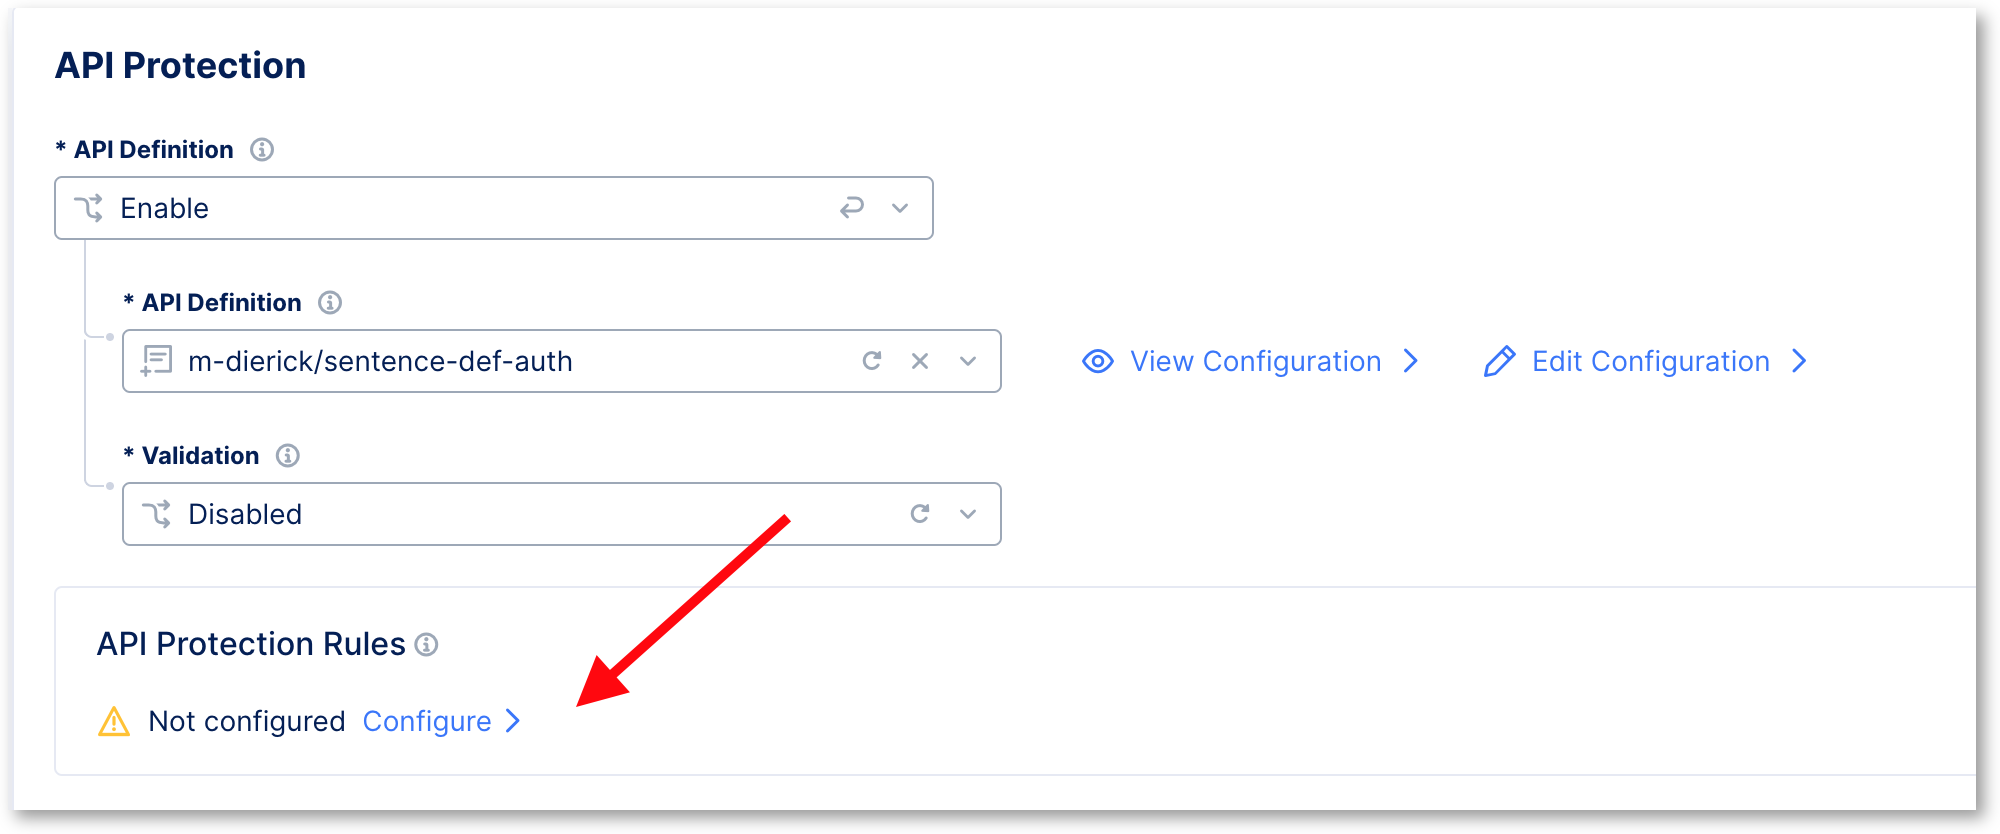 API Protection
* API Definition
Enable
* API Definition
m-dierick/sentence-def-auth
View Configuration
Edit Configuration
* Validation
Disabled
API Protection Rules
Not configured Configure